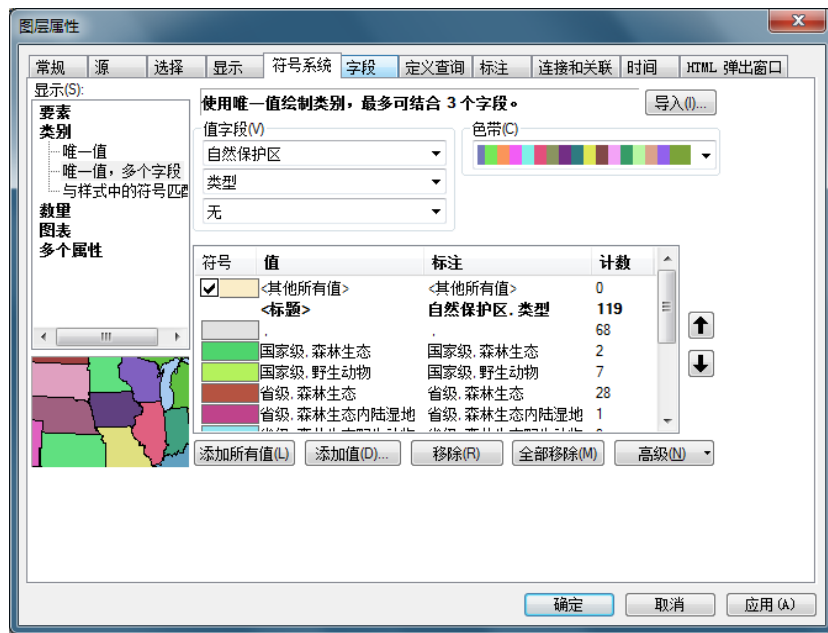 图层属性
常规 源 选择 显示 符号系统 字段 定义查询 标注 连接和关联 时间 HTML 弹出窗口
显示(S):
要素
类别
唯一值
唯一值，多个字段
与样式中的符号匹配
数量
图表
多个属性
使用唯一值绘制类别，最多可结合 3 个字段。
导入(I)...
值字段(V)
自然保护区
类型
无
色带(C)
符号 值 标注 计数
<其他所有值> <其他所有值> 0
<标题> 自然保护区.类型 119
. . 68
国家级.森林生态 国家级.森林生态 2
国家级.野生动物 国家级.野生动物 7
省级.森林生态 省级.森林生态 28
省级.森林生态内陆湿地 省级.森林生态内陆湿地 1
添加所有值(L) 添加值(D)... 移除(R) 全部移除(M) 高级(N)
确定 取消 应用(A)